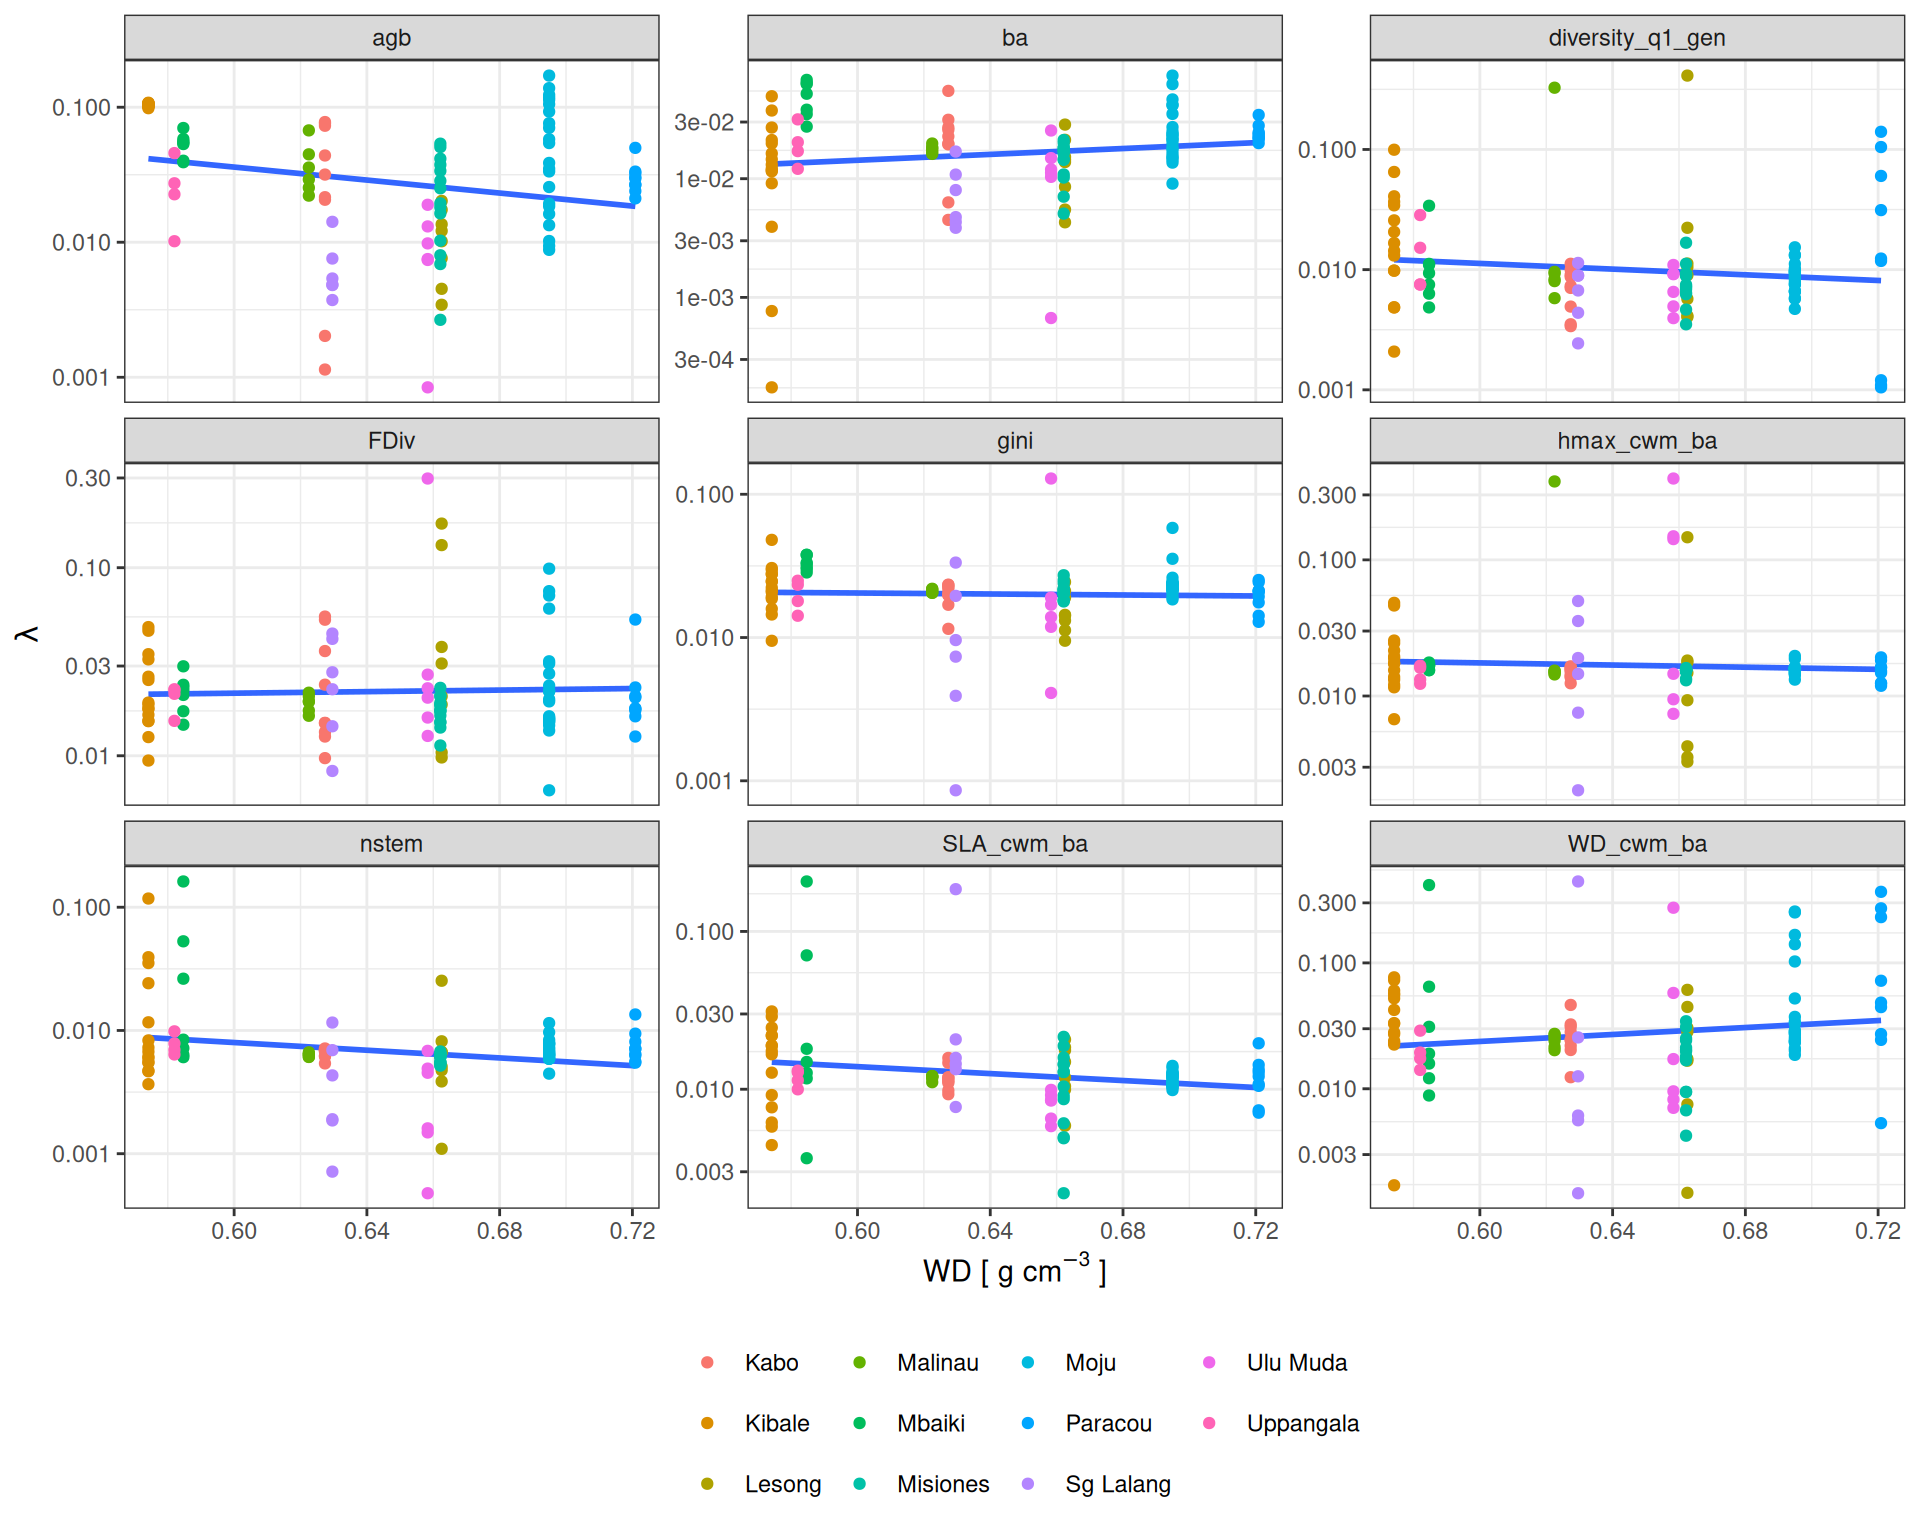 agb ba diversity_q1_gen
0.100 3e-02 0.100
1e-02
0.010 3e-03 0.010
1e-03
0.001 3e-04 0.001
FDiv gini hmax_cwm_ba
0.30 0.100 0.300
0.10 0.100
0.010 0.030
0.03 0.010
0.01 0.001 0.003
λ
nstem SLA_cwm_ba WD_cwm_ba
0.100 0.100 0.300
0.100
0.010 0.030 0.030
0.010 0.010
0.001 0.003 0.003
0.60 0.64 0.68 0.72 0.60 0.64 0.68 0.72 0.60 0.64 0.68 0.72
WD [ g cm⁻³ ]
Kabo Malinau Moju Ulu Muda
Kibale Mbaiki Paracou Uppangala
Lesong Misiones Sg Lalang